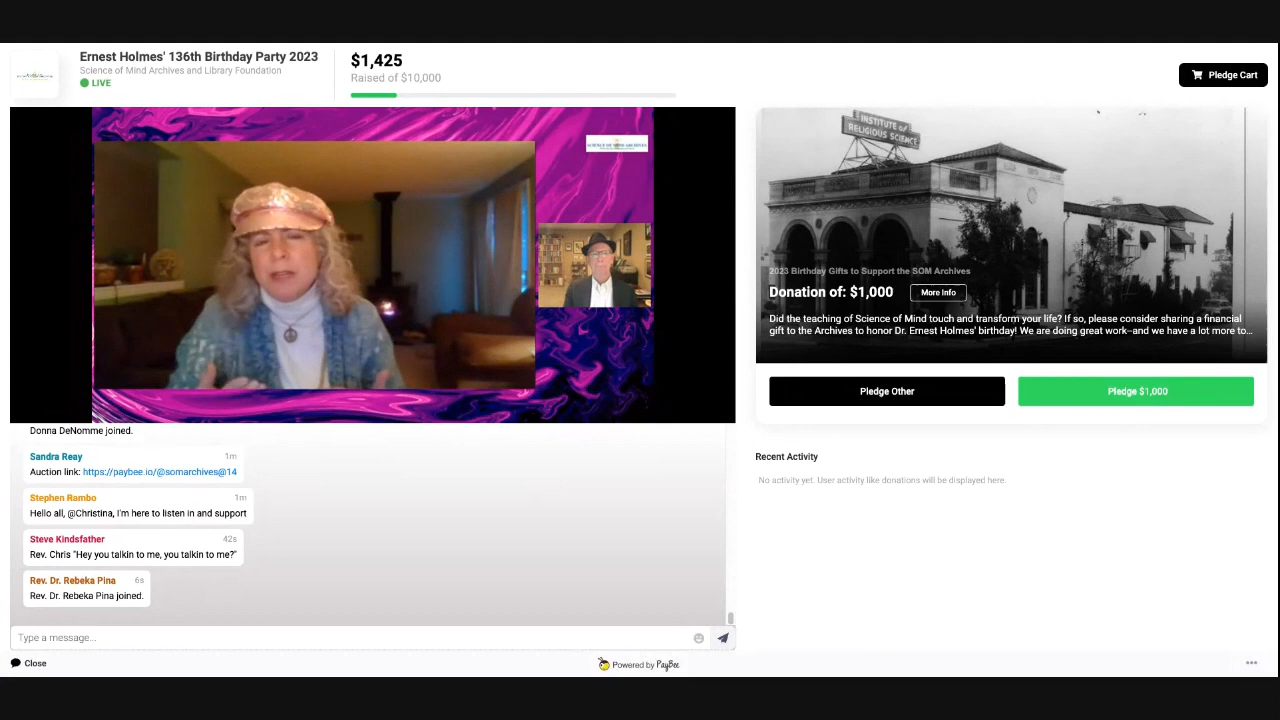 Ernest Holmes' 136th Birthday Party 2023
Science of Mind Archives and Library Foundation
LIVE
$1,425
Raised of $10,000
Pledge Cart
SCIENCE OF MIND ARCHIVES
INSTITUTE of
RELIGIOUS SCIENCE
2023 Birthday Gifts to Support the SOM Archives
Donation of: $1,000
More Info
Did the teaching of Science of Mind touch and transform your life? If so, please consider sharing a financial
gift to the Archives to honor Dr. Ernest Holmes' birthday! We are doing great work--and we have a lot more to...
Pledge Other
Pledge $1,000
Donna DeNomme joined.
Sandra Reay 1m
Auction link: https://paybee.io/@somarchives@14
Stephen Rambo 1m
Hello all, @Christina, I'm here to listen in and support
Steve Kindsfather 42s
Rev. Chris "Hey you talkin to me, you talkin to me?"
Rev. Dr. Rebeka Pina 6s
Rev. Dr. Rebeka Pina joined.
Recent Activity
No activity yet. User activity like donations will be displayed here.
Type a message...
Close
Powered by PayBee